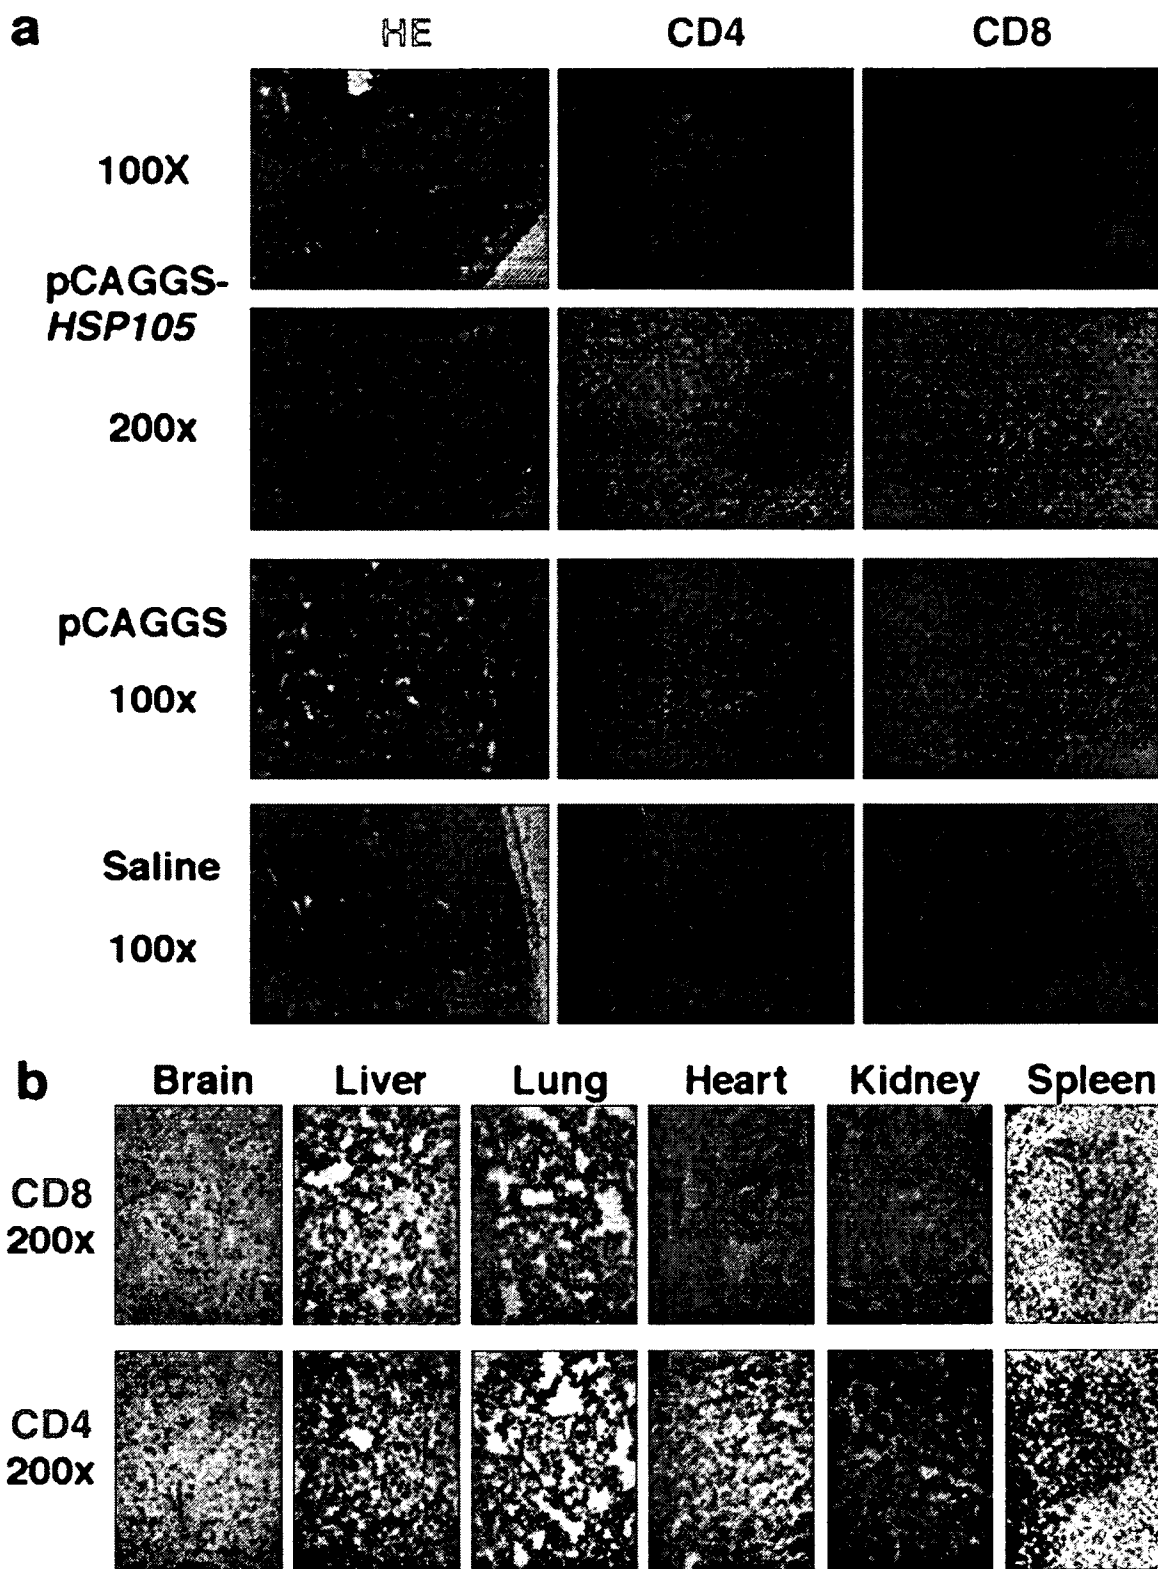 a
HE CD4 CD8
100X
pCAGGS-
HSP105
200x
pCAGGS
100x
Saline
100x
b
Brain Liver Lung Heart Kidney Spleen
CD8
200x
CD4
200x